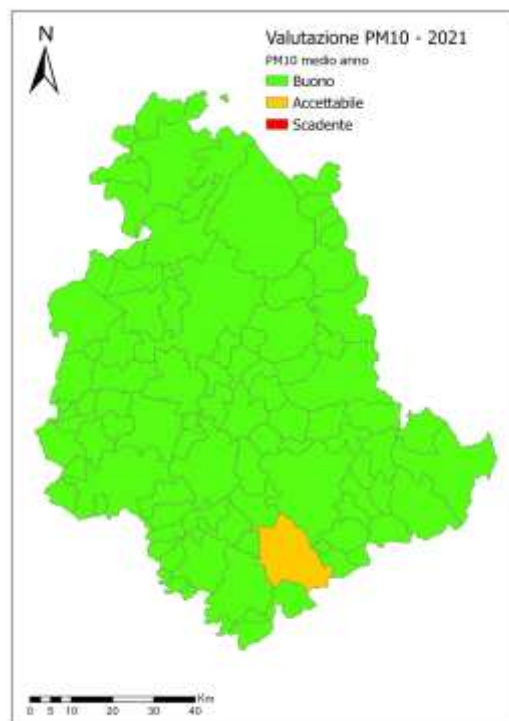 N
Valutazione PM10 - 2021
PM10 medio anno
Buono
Accettabile
Scadente
Km
0 5 10 20 30 40